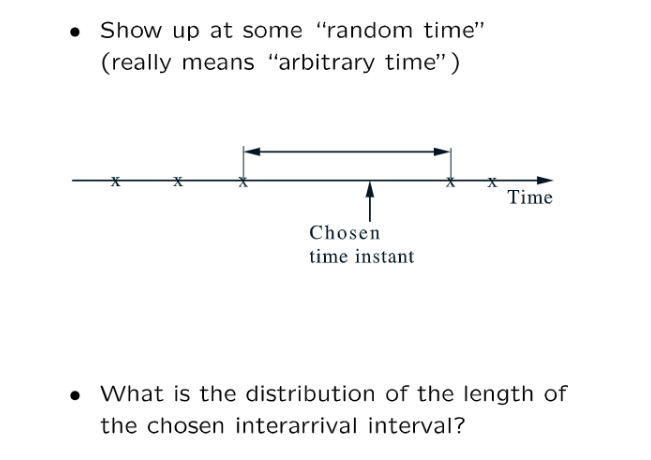 • Show up at some “random time”
(really means “arbitrary time”)
x x x x x
Time
Chosen
time instant
• What is the distribution of the length of
the chosen interarrival interval?